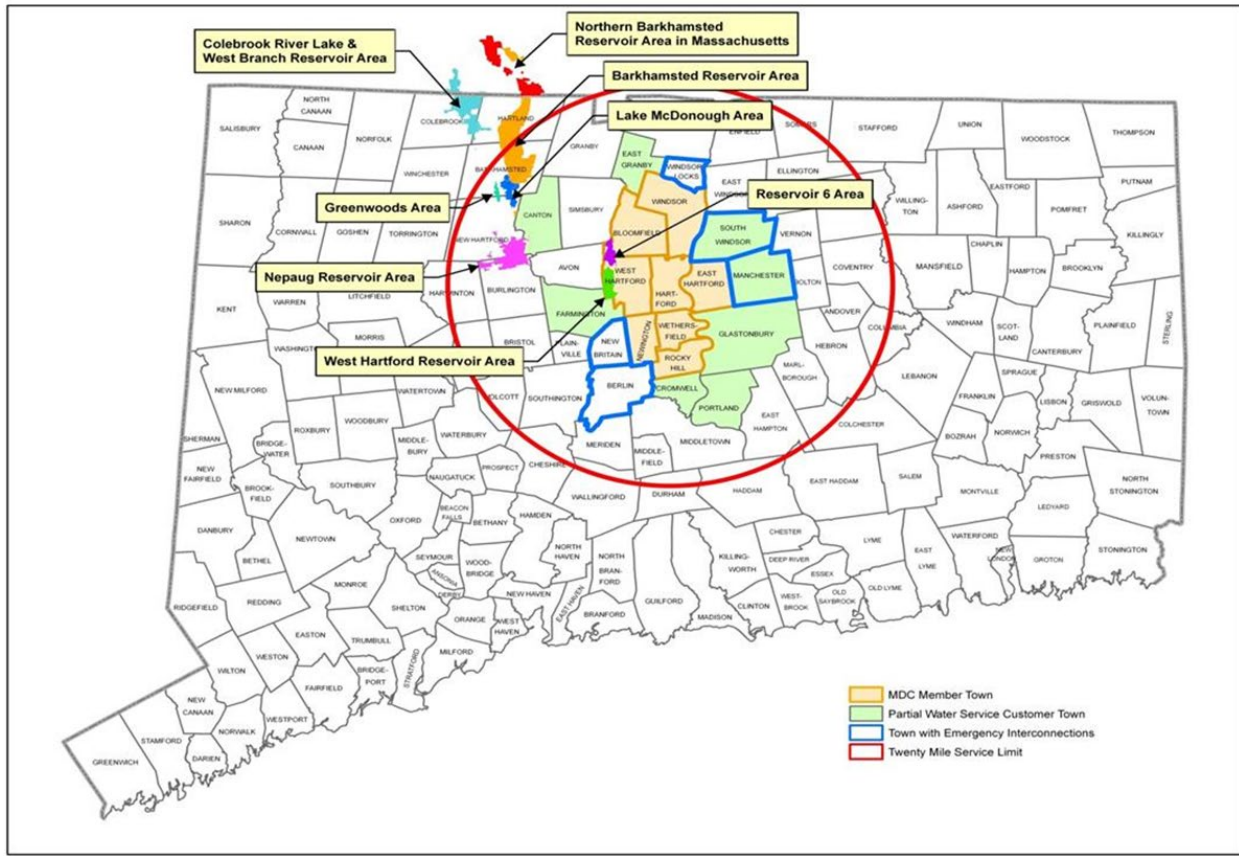 Northern Barkhamsted
Reservoir Area in Massachusetts
Colebrook River Lake &
West Branch Reservoir Area
Barkhamsted Reservoir Area
Lake McDonough Area
Reservoir 6 Area
Greenwoods Area
Nepaug Reservoir Area
West Hartford Reservoir Area
NORTH
CANAAN
SALISBURY
CANAAN
NORFOLK
COLEBROOK
HARTLAND
GRANBY
EAST
GRANBY
WINDSOR
LOCKS
ENFIELD
SOMERS
STAFFORD
UNION
WOODSTOCK
THOMPSON
PUTNAM
WINCHESTER
BARKHAMSTED
CANTON
SIMSBURY
WINDSOR
EAST
WINDSOR
ELLINGTON
WILLING-
TON
ASHFORD
EASTFORD
POMFRET
KILLINGLY
SHARON
CORNWALL
GOSHEN
TORRINGTON
NEW HARTFORD
BLOOMFIELD
SOUTH
WINDSOR
VERNON
CHAPLIN
AVON
WEST
HARTFORD
HART-
FORD
EAST
HARTFORD
MANCHESTER
BOLTON
COVENTRY
MANSFIELD
HAMPTON
BROOKLYN
KENT
WARREN
LITCHFIELD
HARWINTON
BURLINGTON
FARMINGTON
WETHERS-
FIELD
NEWINGTON
GLASTONBURY
ANDOVER
COLUMBIA
HEBRON
WINDHAM
SCOT-
LAND
CANTERBURY
PLAINFIELD
STERLING
WASHINGTON
MORRIS
BRISTOL
PLAIN-
VILLE
NEW
BRITAIN
ROCKY
HILL
BERLIN
CROMWELL
PORTLAND
MARL-
BOROUGH
EAST
HAMPTON
LEBANON
SPRAGUE
FRANKLIN
LISBON
GRISWOLD
VOLUN-
TOWN
NEW MILFORD
WATERTOWN
WOODBURY
ROXBURY
WOLCOTT
SOUTHINGTON
COLCHESTER
BOZRAH
NORWICH
PRESTON
SHERMAN
BRIDGE-
WATER
NEW
FAIRFIELD
BROOK-
FIELD
SOUTHBURY
MIDDLE-
BURY
WATERBURY
NAUGATUCK
PROSPECT
CHESHIRE
MERIDEN
MIDDLETOWN
MIDDLE-
FIELD
WALLINGFORD
DURHAM
HADDAM
EAST HADDAM
SALEM
MONTVILLE
LEDYARD
NORTH
STONINGTON
DANBURY
BETHEL
NEWTOWN
OXFORD
BEACON
FALLS
BETHANY
HAMDEN
NORTH
HAVEN
NORTH
BRAN-
FORD
KILLING-
WORTH
CHESTER
DEEP RIVER
ESSEX
LYME
EAST
LYME
WATERFORD
NEW
LONDON
GROTON
STONINGTON
RIDGEFIELD
REDDING
MONROE
SEYMOUR
WOOD-
BRIDGE
ANSONIA
DERBY
SHELTON
NEW HAVEN
EAST HAVEN
BRANFORD
GUILFORD
MADISON
CLINTON
WEST-
BROOK
OLD
SAYBROOK
OLD LYME
EASTON
TRUMBULL
ORANGE
WEST
HAVEN
MILFORD
STRATFORD
WILTON
WESTON
BRIDGE-
PORT
FAIRFIELD
NEW
CANAAN
NORWALK
WESTPORT
GREENWICH
STAMFORD
DARIEN
MDC Member Town
Partial Water Service Customer Town
Town with Emergency Interconnections
Twenty Mile Service Limit